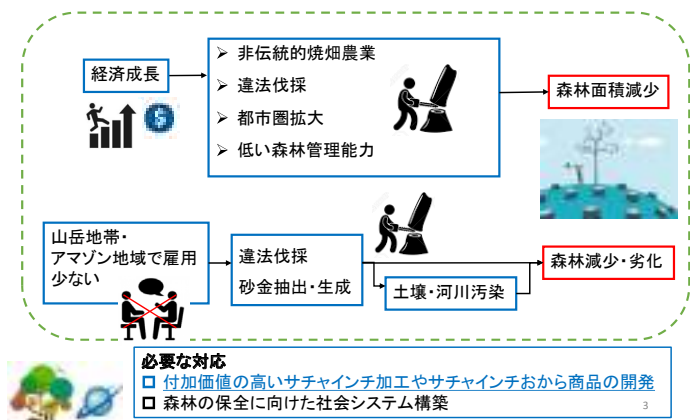 経済成長
➢ 非伝統的焼畑農業
➢ 違法伐採
➢ 都市圏拡大
➢ 低い森林管理能力
森林面積減少
山岳地帯・
アマゾン地域で雇用
少ない
違法伐採
砂金抽出・生成
土壌・河川汚染
森林減少・劣化
必要な対応
□ 付加価値の高いサチャインチ加工やサチャインチおから商品の開発
□ 森林の保全に向けた社会システム構築
3